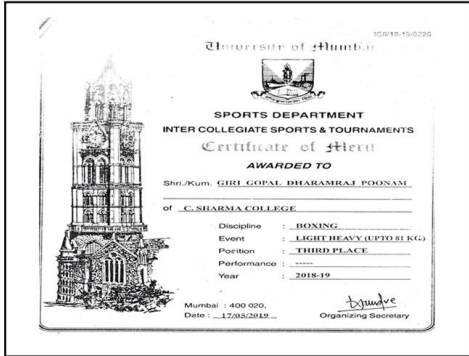 IC/I/18-19/0220
University of Mumbai
SPORTS DEPARTMENT
INTER COLLEGIATE SPORTS & TOURNAMENTS
Certificate of Merit
AWARDED TO
Shri./Kum. GIRI GOPAL DHARAMRAJ POONAM
of C. SHARMA COLLEGE
Discipline : BOXING
Event : LIGHT HEAVY (UPTO 81 KG.)
Position : THIRD PLACE
Performance : -----
Year : 2018-19
Mumbai : 400 020,
Date : 17/05/2019
Organizing Secretary